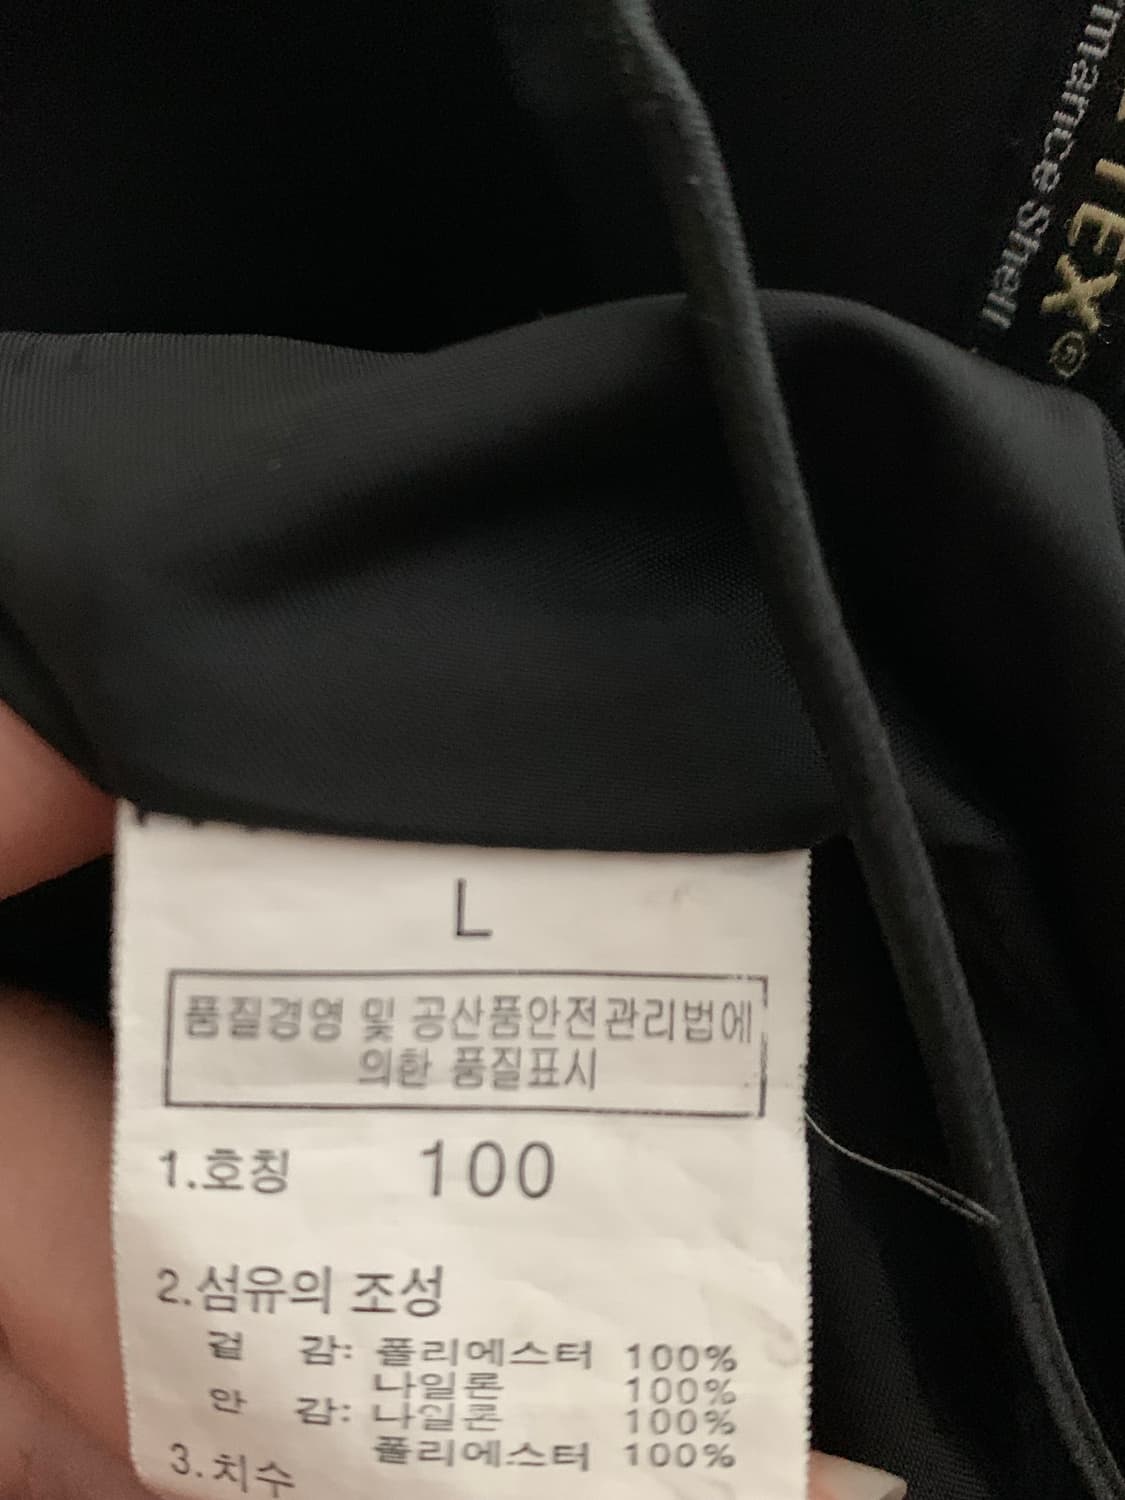 mance Shell
TEX®
L
품질경영 및 공산품안전관리법에
의한 품질표시
1.호칭 100
2.섬유의 조성
겉 감: 폴리에스터 100%
나일론 100%
안 감: 나일론 100%
폴리에스터 100%
3.치수